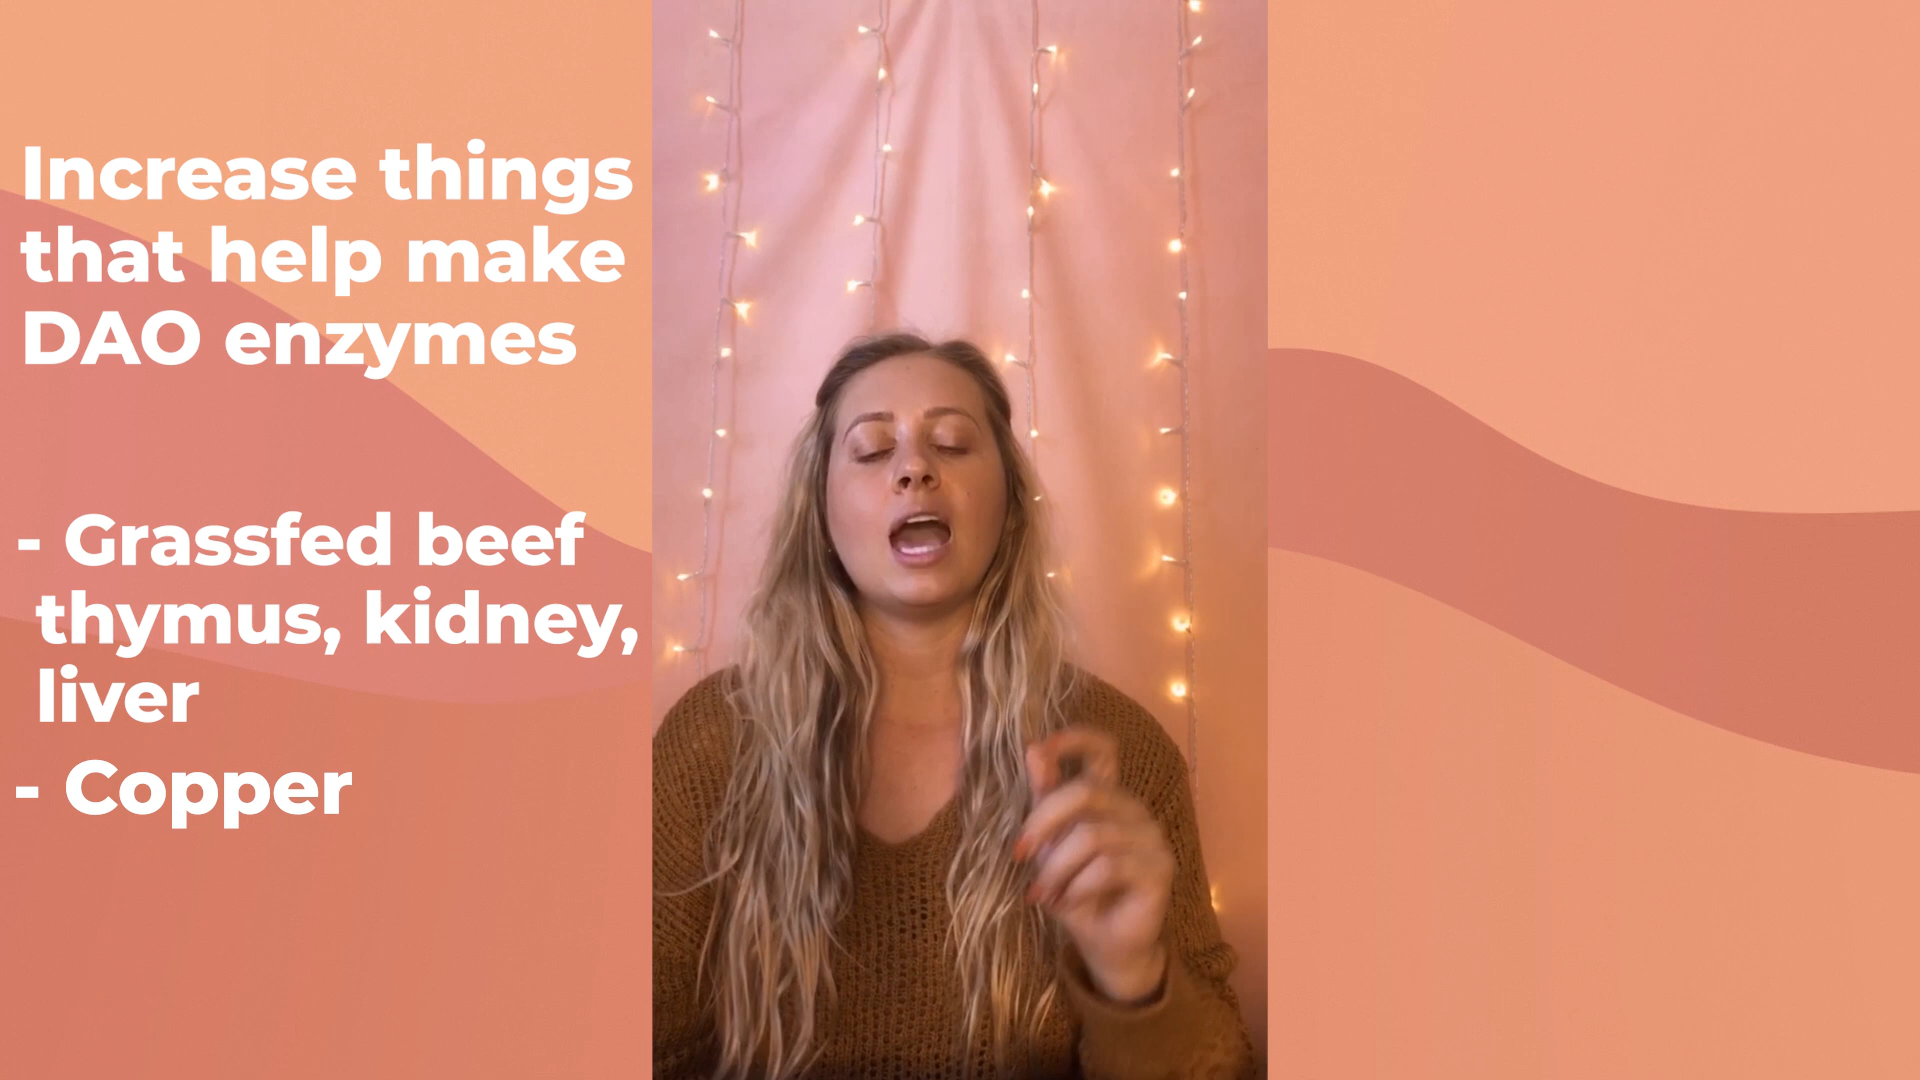 Increase things
that help make
DAO enzymes
- Grassfed beef
thymus, kidney,
liver
- Copper